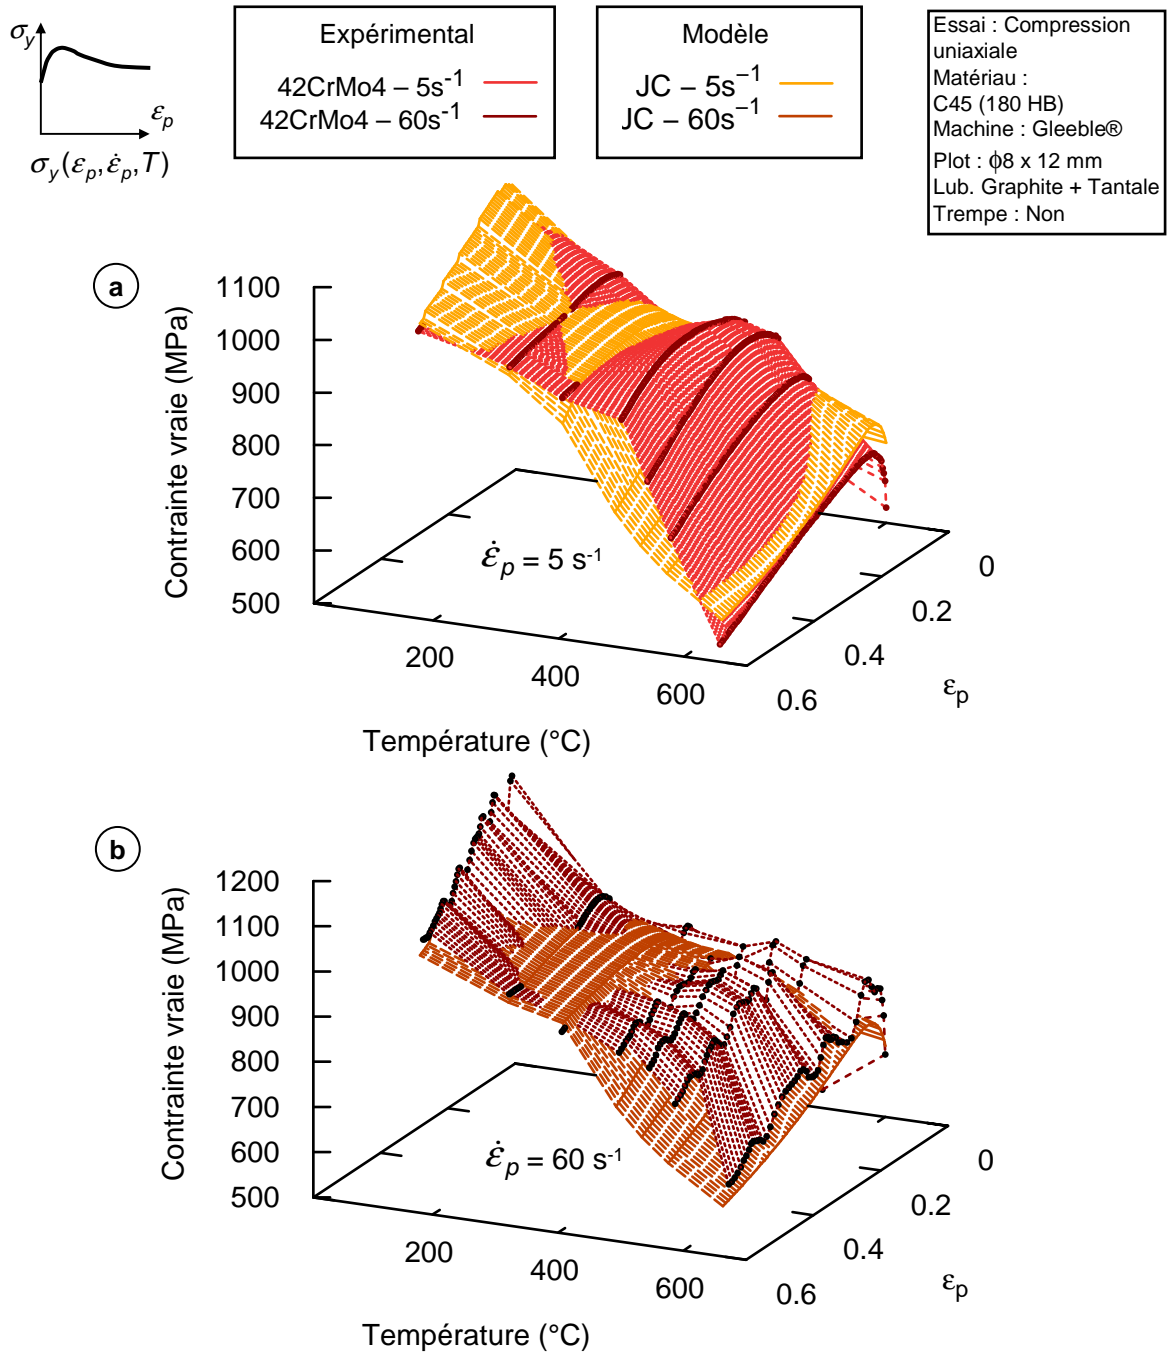 σy
εp
σy(εp, ε̇p, T)
Expérimental
42CrMo4 – 5s-1
42CrMo4 – 60s-1
Modèle
JC – 5s−1
JC – 60s−1
Essai : Compression
uniaxiale
Matériau :
C45 (180 HB)
Machine : Gleeble®
Plot : ϕ8 x 12 mm
Lub. Graphite + Tantale
Trempe : Non
a
Contrainte vraie (MPa)
1100
1000
900
800
700
600
500
ε̇p = 5 s-1
200
400
600
0
0.2
0.4
0.6
εp
Température (°C)
b
Contrainte vraie (MPa)
1200
1100
1000
900
800
700
600
500
ε̇p = 60 s-1
200
400
600
0
0.2
0.4
0.6
εp
Température (°C)